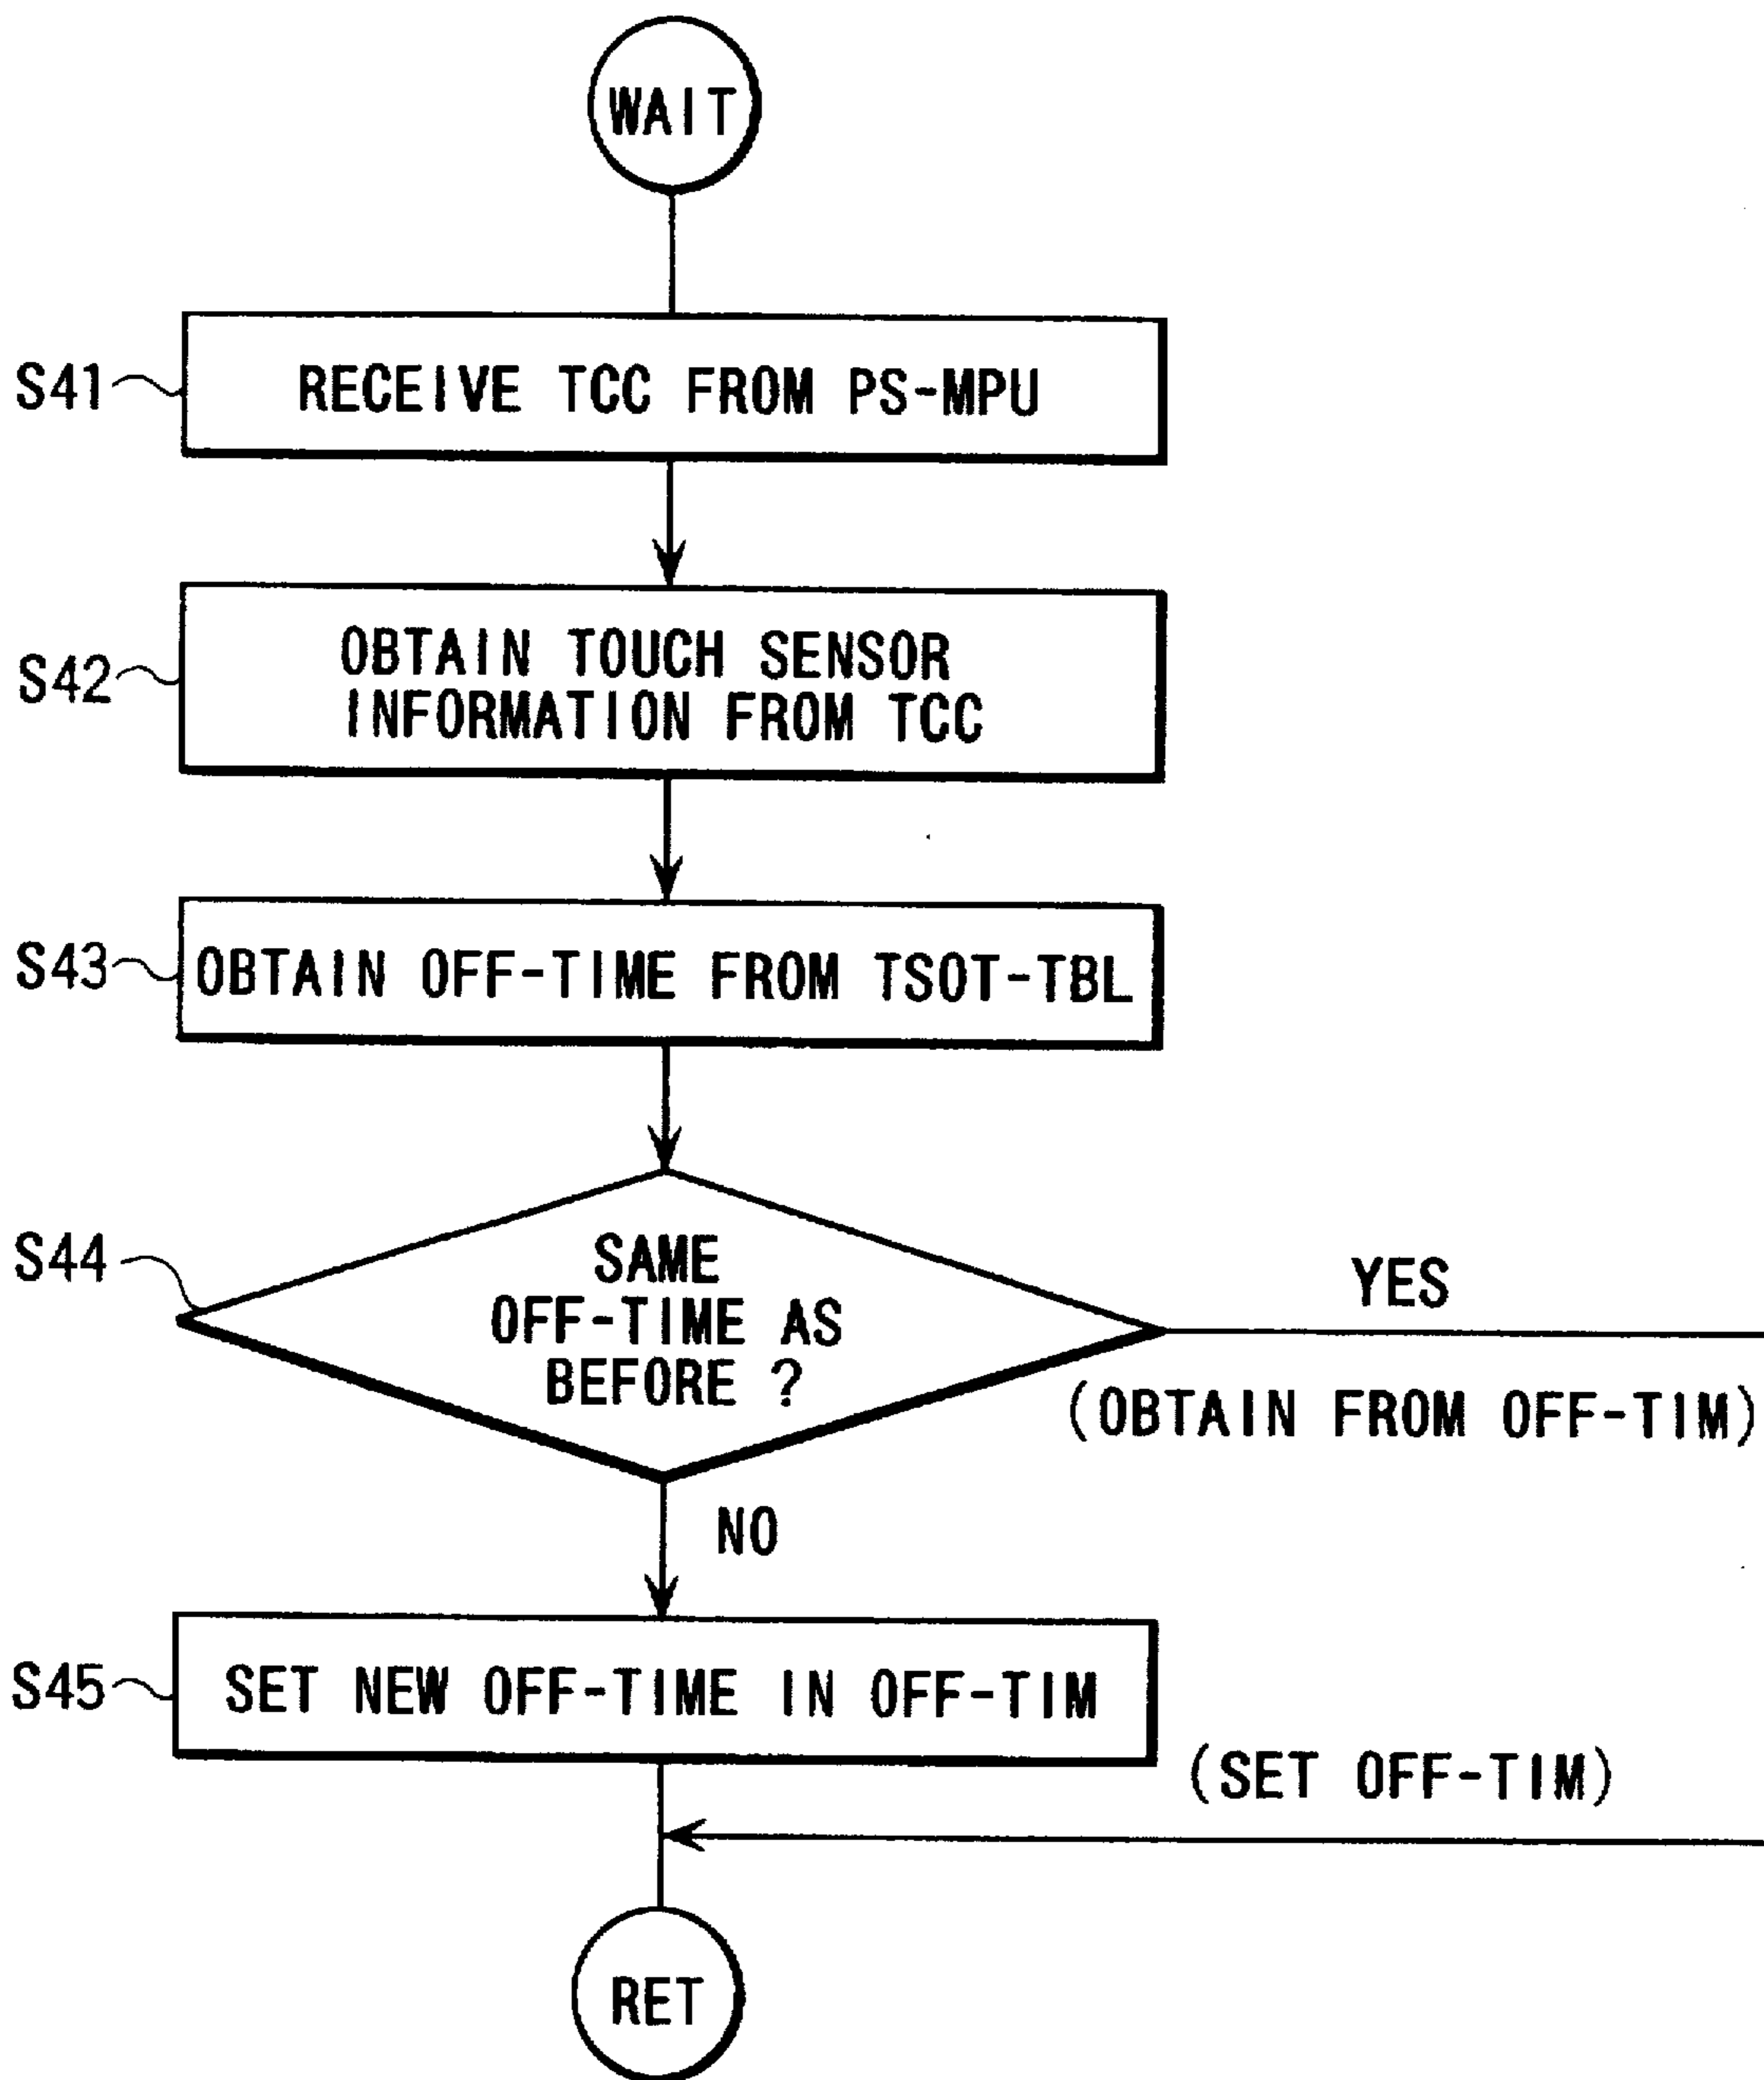 WAIT
S41
RECEIVE TCC FROM PS-MPU
S42
OBTAIN TOUCH SENSOR
INFORMATION FROM TCC
S43
OBTAIN OFF-TIME FROM TSOT-TBL
S44
SAME
OFF-TIME AS
BEFORE ?
YES
(OBTAIN FROM OFF-TIM)
NO
S45
SET NEW OFF-TIME IN OFF-TIM
(SET OFF-TIM)
RET